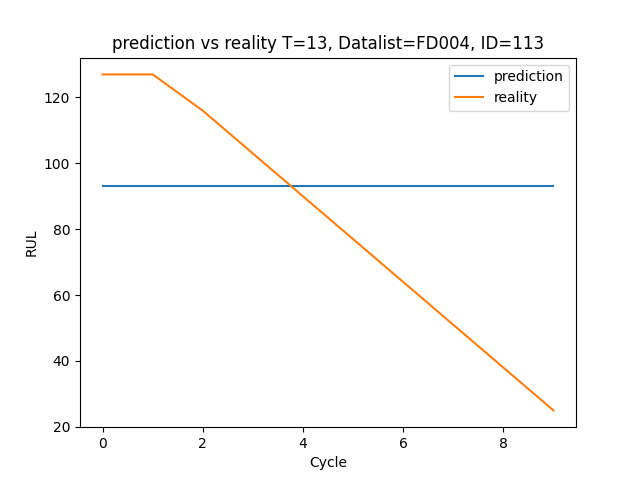 prediction vs reality T=13, Datalist=FD004, ID=113
prediction
reality
120
100
80
60
40
20
RUL
0 2 4 6 8
Cycle